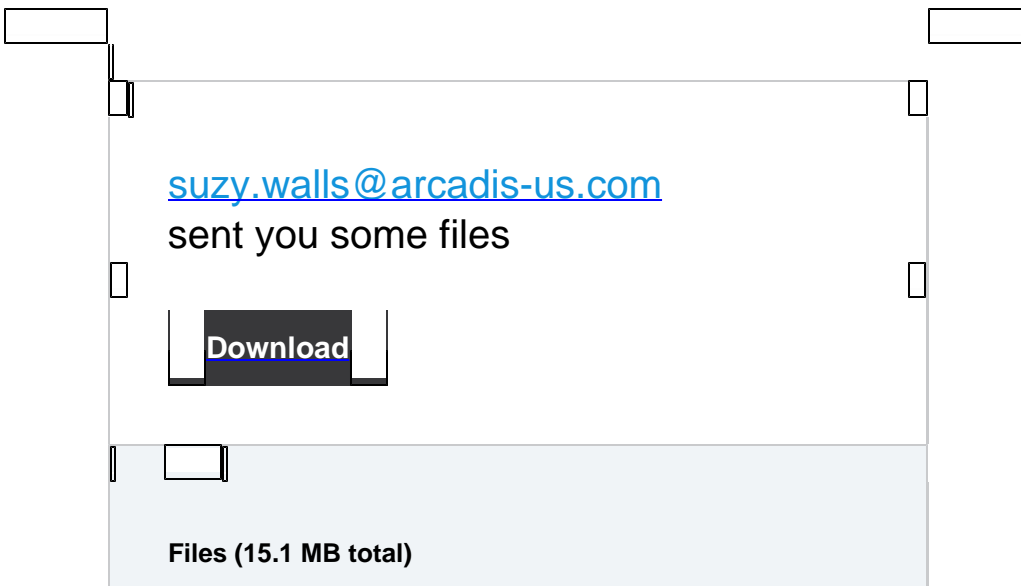 suzy.walls@arcadis-us.com
sent you some files
Download
Files (15.1 MB total)